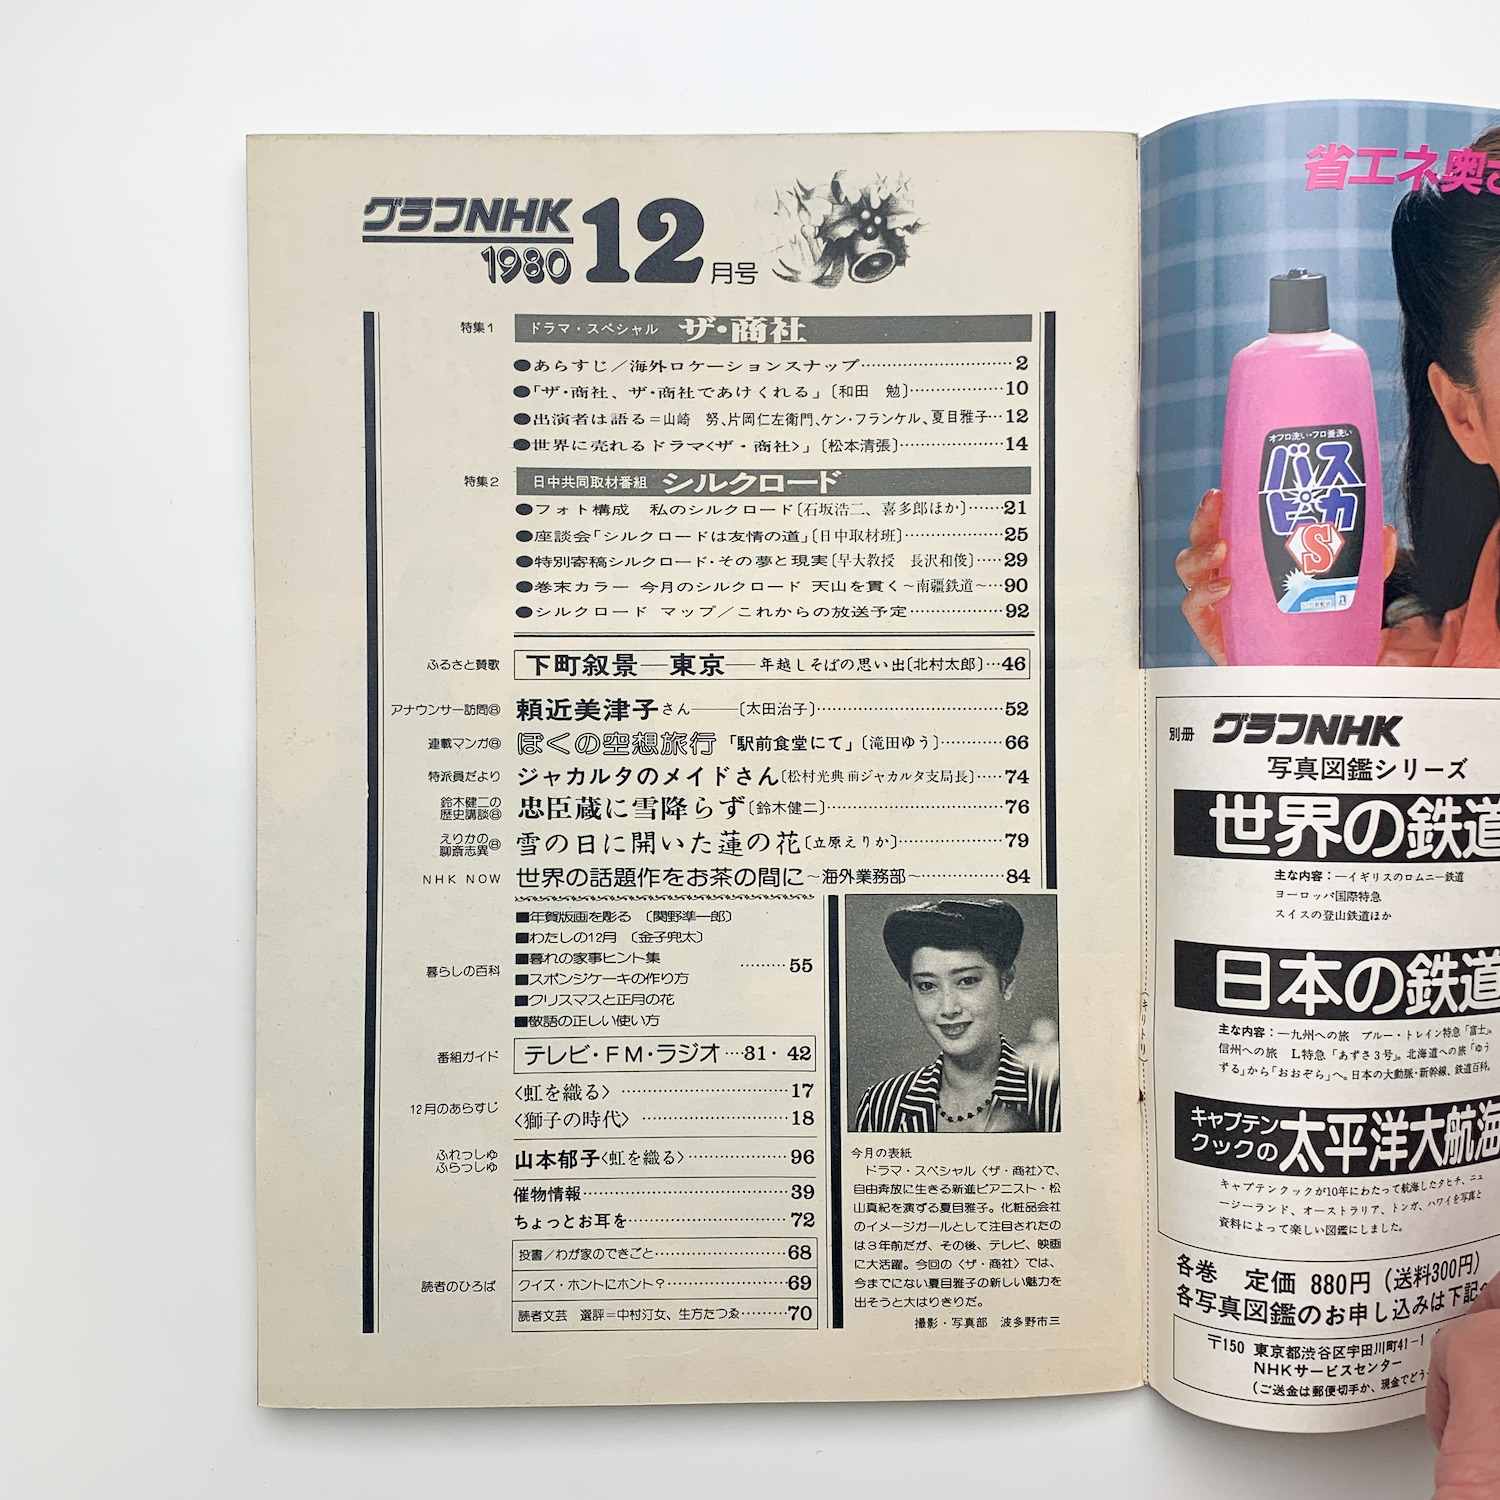 グラフNHK
1980 12月号
特集1 ドラマ・スペシャル ザ・商社
●あらすじ／海外ロケーションスナップ……2
●「ザ・商社、ザ・商社であけくれる」〔和田 勉〕……10
●出演者は語る＝山崎 努、片岡仁左衛門、ケン・フランケル、夏目雅子…12
●世界に売れるドラマ〈ザ・商社〉」〔松本清張〕……14
特集2 日中共同取材番組 シルクロード
●フォト構成 私のシルクロード〔石坂浩二、喜多郎ほか〕……21
●座談会「シルクロードは友情の道」〔日中取材班〕……25
●特別寄稿シルクロード・その夢と現実〔早大教授 長沢和俊〕……29
●巻末カラー 今月のシルクロード 天山を貫く～南疆鉄道～…90
●シルクロード マップ／これからの放送予定……92
ふるさと賛歌 下町叙景―東京―年越しそばの思い出〔北村太郎〕…46
アナウンサー訪問⑧ 頼近美津子さん――〔太田治子〕……52
連載マンガ⑧ ぼくの空想旅行「駅前食堂にて」〔滝田ゆう〕……66
特派員だより ジャカルタのメイドさん〔松村光典 前ジャカルタ支局長〕……74
鈴木健二の
歴史講談⑧ 忠臣蔵に雪降らず〔鈴木健二〕……76
えりかの
聊斎志異⑧ 雪の日に開いた蓮の花〔立原えりか〕……79
NHK NOW 世界の話題作をお茶の間に～海外業務部～……84
暮らしの百科
■年賀版画を彫る 〔関野準一郎〕
■わたしの12月 〔金子兜太〕
■暮れの家事ヒント集
■スポンジケーキの作り方
■クリスマスと正月の花
■敬語の正しい使い方
……55
番組ガイド テレビ・FM・ラジオ…31・42
12月のあらすじ
〈虹を織る〉……17
〈獅子の時代〉……18
ふれっしゅ
ふらっしゅ 山本郁子〈虹を織る〉……96
催物情報……39
ちょっとお耳を……72
読者のひろば
投書／わが家のできごと……68
クイズ・ホントにホント？……69
読者文芸 選評＝中村汀女、生方たつゑ……70
今月の表紙
ドラマ・スペシャル〈ザ・商社〉で、
自由奔放に生きる新進ピアニスト・松
山真紀を演ずる夏目雅子。化粧品会社
のイメージガールとして注目されたの
は3年前だが、その後、テレビ、映画
に大活躍。今回の〈ザ・商社〉では、
今までにない夏目雅子の新しい魅力を
出そうと大はりきりだ。
撮影・写真部 波多野市三
省エネ奥さ
オフロ洗い・フロ釜洗い
バス
ピカ
S
（キリトリ）
別冊 グラフNHK
写真図鑑シリーズ
世界の鉄道
主な内容：―イギリスのロムニー鉄道
ヨーロッパ国際特急
スイスの登山鉄道ほか
日本の鉄道
主な内容：―九州への旅 ブルー・トレイン特急「富士」。
信州への旅 L特急「あずさ3号」。北海道への旅「ゆう
ずる」から「おおぞら」へ。日本の大動脈・新幹線、鉄道百科。
キャプテン
クックの 太平洋大航海
キャプテンクックが10年にわたって航海したタヒチ、ニュ
ージーランド、オーストラリア、トンガ、ハワイを写真と
資料によって楽しい図鑑にしました。
各巻 定価 880円（送料300円）
各写真図鑑のお申し込みは下記
〒150 東京都渋谷区宇田川町41-1
NHKサービスセンター
（ご送金は郵便切手か、現金でどう